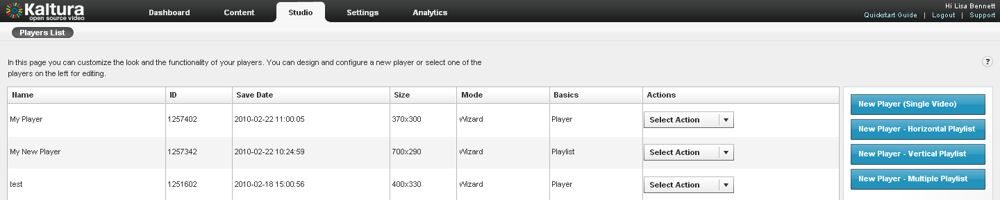 Kaltura
open source video
Dashboard Content Studio Settings Analytics
Hi Lisa Bennett
Quickstart Guide | Logout | Support
Players List
In this page you can customize the look and the functionality of your players. You can design and configure a new player or select one of the
players on the left for editing.
?
Name ID Save Date Size Mode Basics Actions
My Player 1257402 2010-02-22 11:00:05 370x300 Wizard Player Select Action
My New Player 1257342 2010-02-22 10:24:59 700x290 Wizard Playlist Select Action
test 1251602 2010-02-18 15:00:56 400x330 Wizard Player Select Action
New Player (Single Video)
New Player - Horizontal Playlist
New Player - Vertical Playlist
New Player - Multiple Playlist